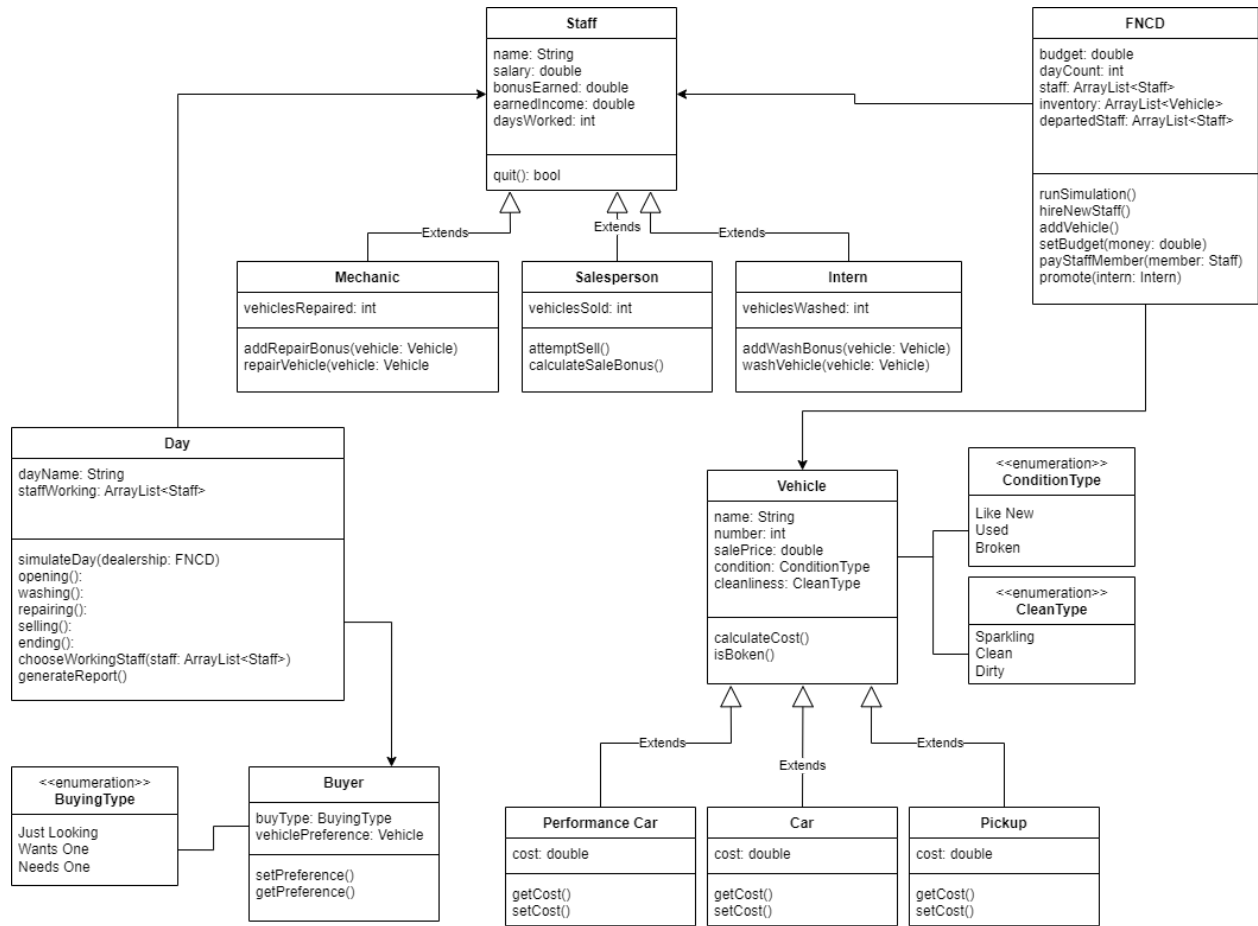 Staff
name: String
salary: double
bonusEarned: double
earnedIncome: double
daysWorked: int
quit(): bool
FNCD
budget: double
dayCount: int
staff: ArrayList<Staff>
inventory: ArrayList<Vehicle>
departedStaff: ArrayList<Staff>
runSimulation()
hireNewStaff()
addVehicle()
setBudget(money: double)
payStaffMember(member: Staff)
promote(intern: Intern)
Extends
Extends
Extends
Mechanic
vehiclesRepaired: int
addRepairBonus(vehicle: Vehicle)
repairVehicle(vehicle: Vehicle
Salesperson
vehiclesSold: int
attemptSell()
calculateSaleBonus()
Intern
vehiclesWashed: int
addWashBonus(vehicle: Vehicle)
washVehicle(vehicle: Vehicle)
Day
dayName: String
staffWorking: ArrayList<Staff>
simulateDay(dealership: FNCD)
opening():
washing():
repairing():
selling():
ending():
chooseWorkingStaff(staff: ArrayList<Staff>)
generateReport()
Vehicle
name: String
number: int
salePrice: double
condition: ConditionType
cleanliness: CleanType
calculateCost()
isBoken()
<<enumeration>>
ConditionType
Like New
Used
Broken
<<enumeration>>
CleanType
Sparkling
Clean
Dirty
Extends
Extends
Extends
<<enumeration>>
BuyingType
Just Looking
Wants One
Needs One
Buyer
buyType: BuyingType
vehiclePreference: Vehicle
setPreference()
getPreference()
Performance Car
cost: double
getCost()
setCost()
Car
cost: double
getCost()
setCost()
Pickup
cost: double
getCost()
setCost()